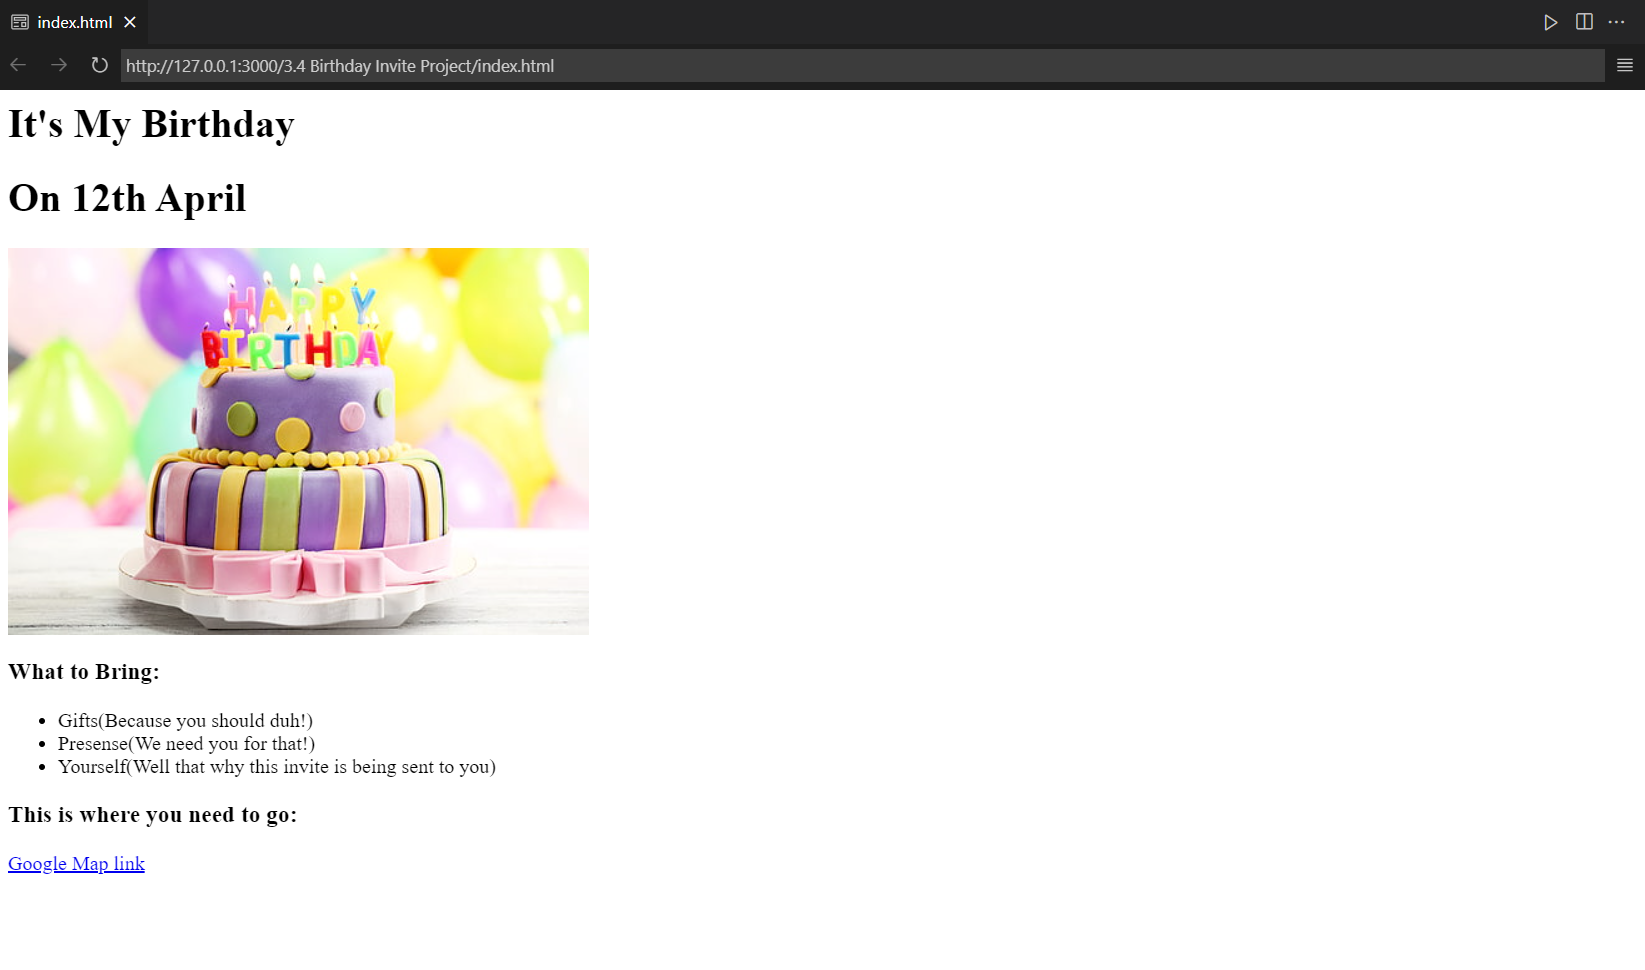 index.html
http://127.0.0.1:3000/3.4 Birthday Invite Project/index.html
It's My Birthday
On 12th April
HAPPY
BIRTHDAY
What to Bring:
Gifts(Because you should duh!)
Presense(We need you for that!)
Yourself(Well that why this invite is being sent to you)
This is where you need to go:
Google Map link